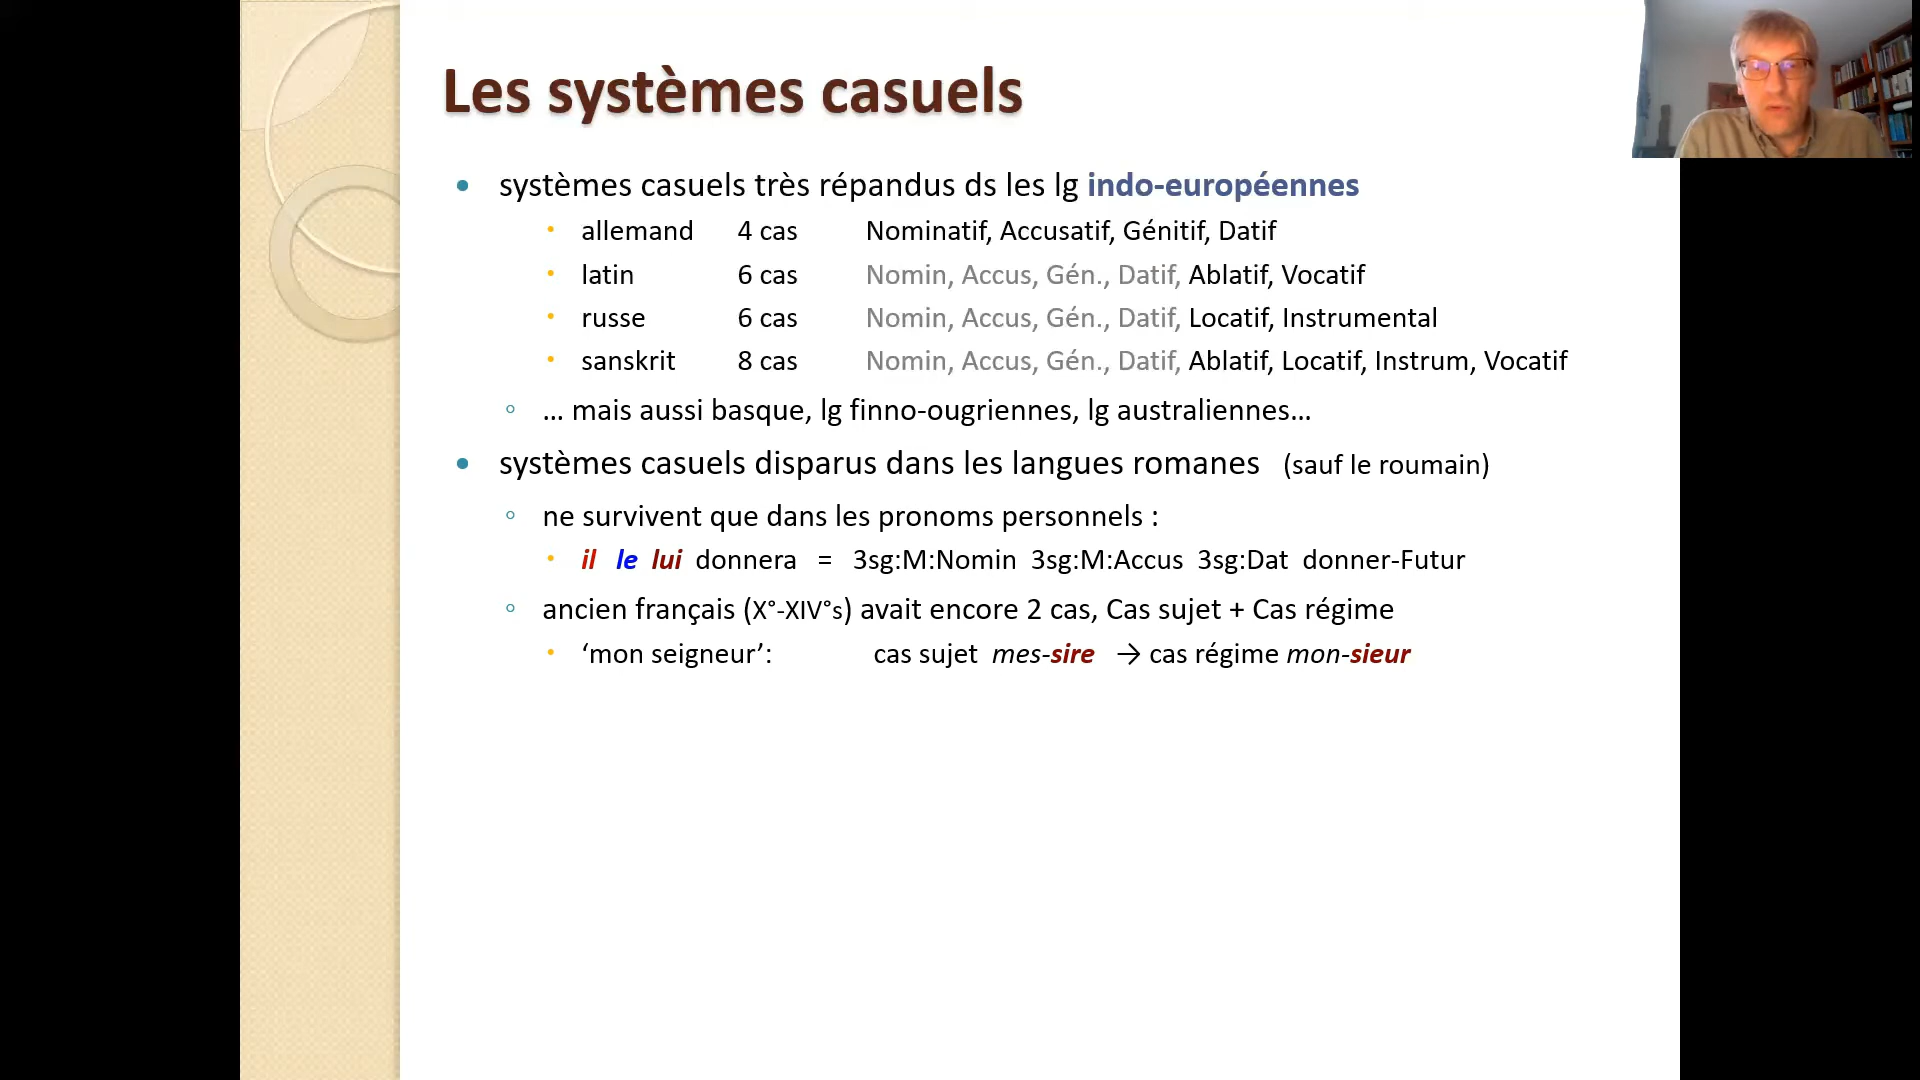 Les systèmes casuels
• systèmes casuels très répandus ds les lg indo-européennes
• allemand 4 cas Nominatif, Accusatif, Génitif, Datif
• latin 6 cas Nomin, Accus, Gén., Datif, Ablatif, Vocatif
• russe 6 cas Nomin, Accus, Gén., Datif, Locatif, Instrumental
• sanskrit 8 cas Nomin, Accus, Gén., Datif, Ablatif, Locatif, Instrum, Vocatif
◦ … mais aussi basque, lg finno-ougriennes, lg australiennes…
• systèmes casuels disparus dans les langues romanes (sauf le roumain)
◦ ne survivent que dans les pronoms personnels :
• il le lui donnera = 3sg:M:Nomin 3sg:M:Accus 3sg:Dat donner-Futur
◦ ancien français (X°-XIV°s) avait encore 2 cas, Cas sujet + Cas régime
• ‘mon seigneur’: cas sujet mes-sire → cas régime mon-sieur